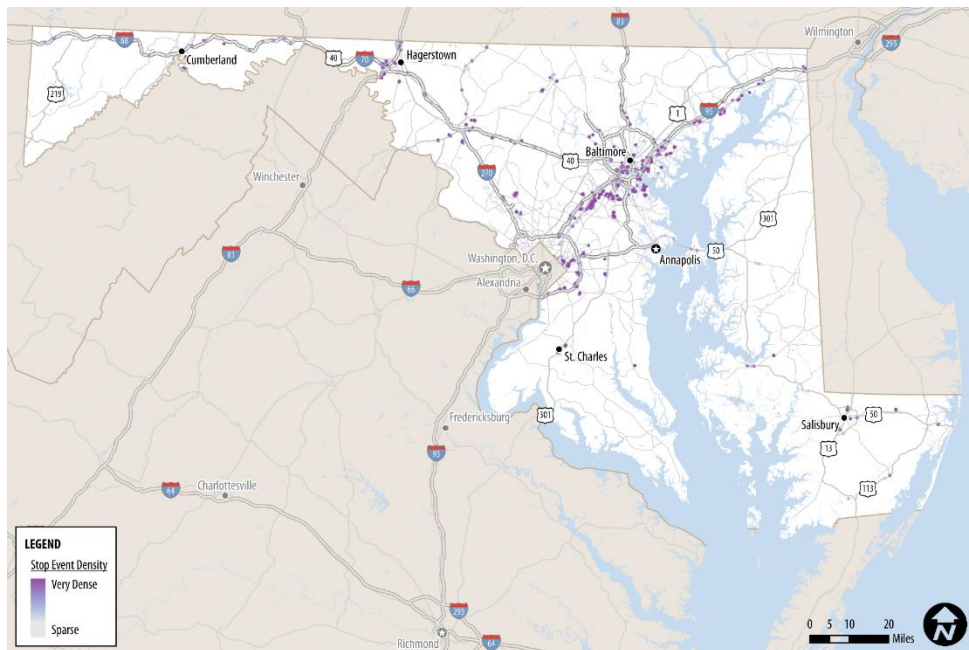 83
Wilmington
295
68
Cumberland
40
70
Hagerstown
219
1
95
Baltimore
40
270
Winchester
301
81
Washington, D.C.
50
Annapolis
Alexandria
66
St. Charles
301
Fredericksburg
Salisbury
50
13
95
113
64
Charlottesville
LEGEND
Stop Event Density
Very Dense
Sparse
295
Richmond
64
0 5 10 20
Miles
N